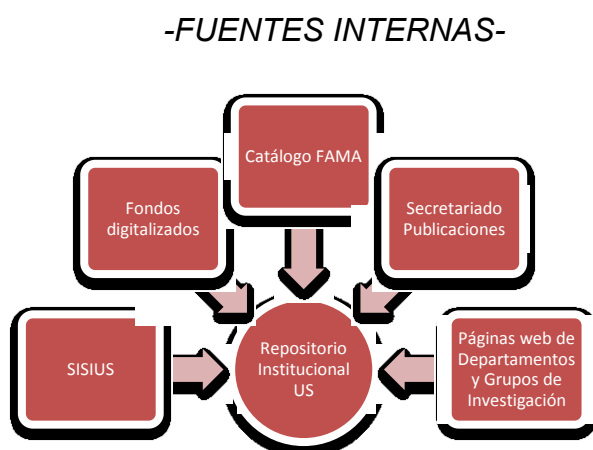 -FUENTES INTERNAS-
Catálogo FAMA
Fondos
digitalizados
Secretariado
Publicaciones
SISIUS
Repositorio
Institucional
US
Páginas web de
Departamentos
y Grupos de
Investigación